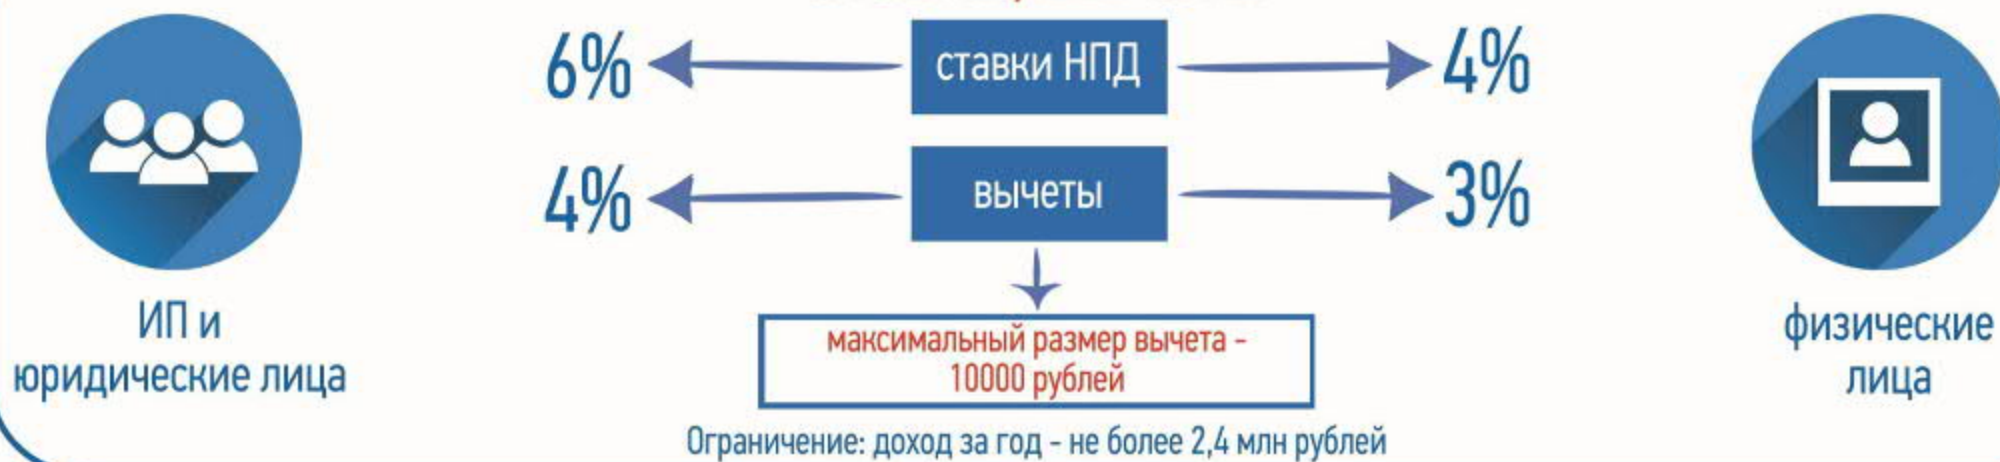 6%
ставки НПД
4%
4%
вычеты
3%
ИП и
юридические лица
максимальный размер вычета -
10000 рублей
физические
лица
Ограничение: доход за год - не более 2,4 млн рублей